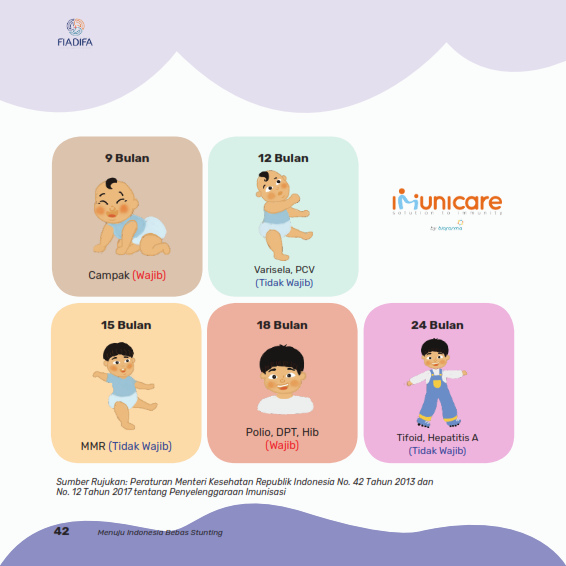 FIADIFA
9 Bulan
Campak (Wajib)
12 Bulan
Varisela, PCV
(Tidak Wajib)
imunicare
solution to immunity
by biofarma
15 Bulan
MMR (Tidak Wajib)
18 Bulan
Polio, DPT, Hib
(Wajib)
24 Bulan
Tifoid, Hepatitis A
(Tidak Wajib)
Sumber Rujukan: Peraturan Menteri Kesehatan Republik Indonesia No. 42 Tahun 2013 dan
No. 12 Tahun 2017 tentang Penyelenggaraan Imunisasi
42 Menuju Indonesia Bebas Stunting